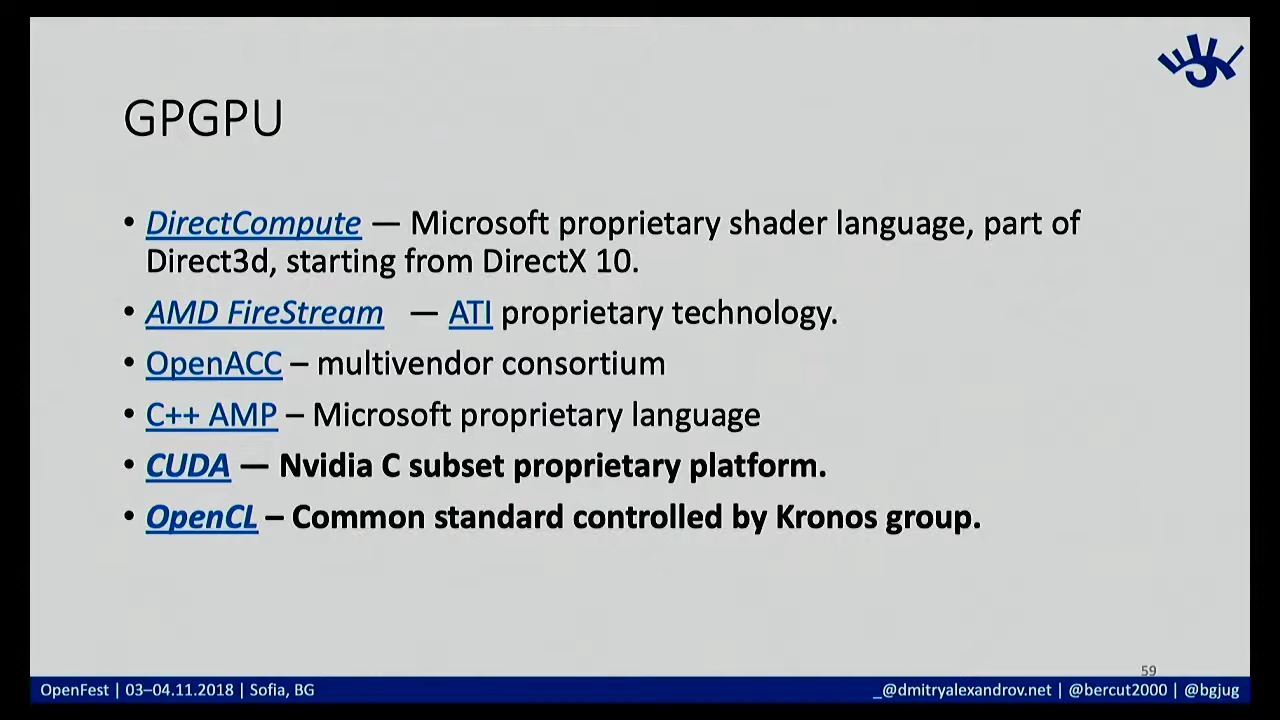 GPGPU
• DirectCompute — Microsoft proprietary shader language, part of
Direct3d, starting from DirectX 10.
• AMD FireStream — ATI proprietary technology.
• OpenACC – multivendor consortium
• C++ AMP – Microsoft proprietary language
• CUDA — Nvidia C subset proprietary platform.
• OpenCL – Common standard controlled by Kronos group.
59
OpenFest | 03–04.11.2018 | Sofia, BG
_@dmitryalexandrov.net | @bercut2000 | @bgjug